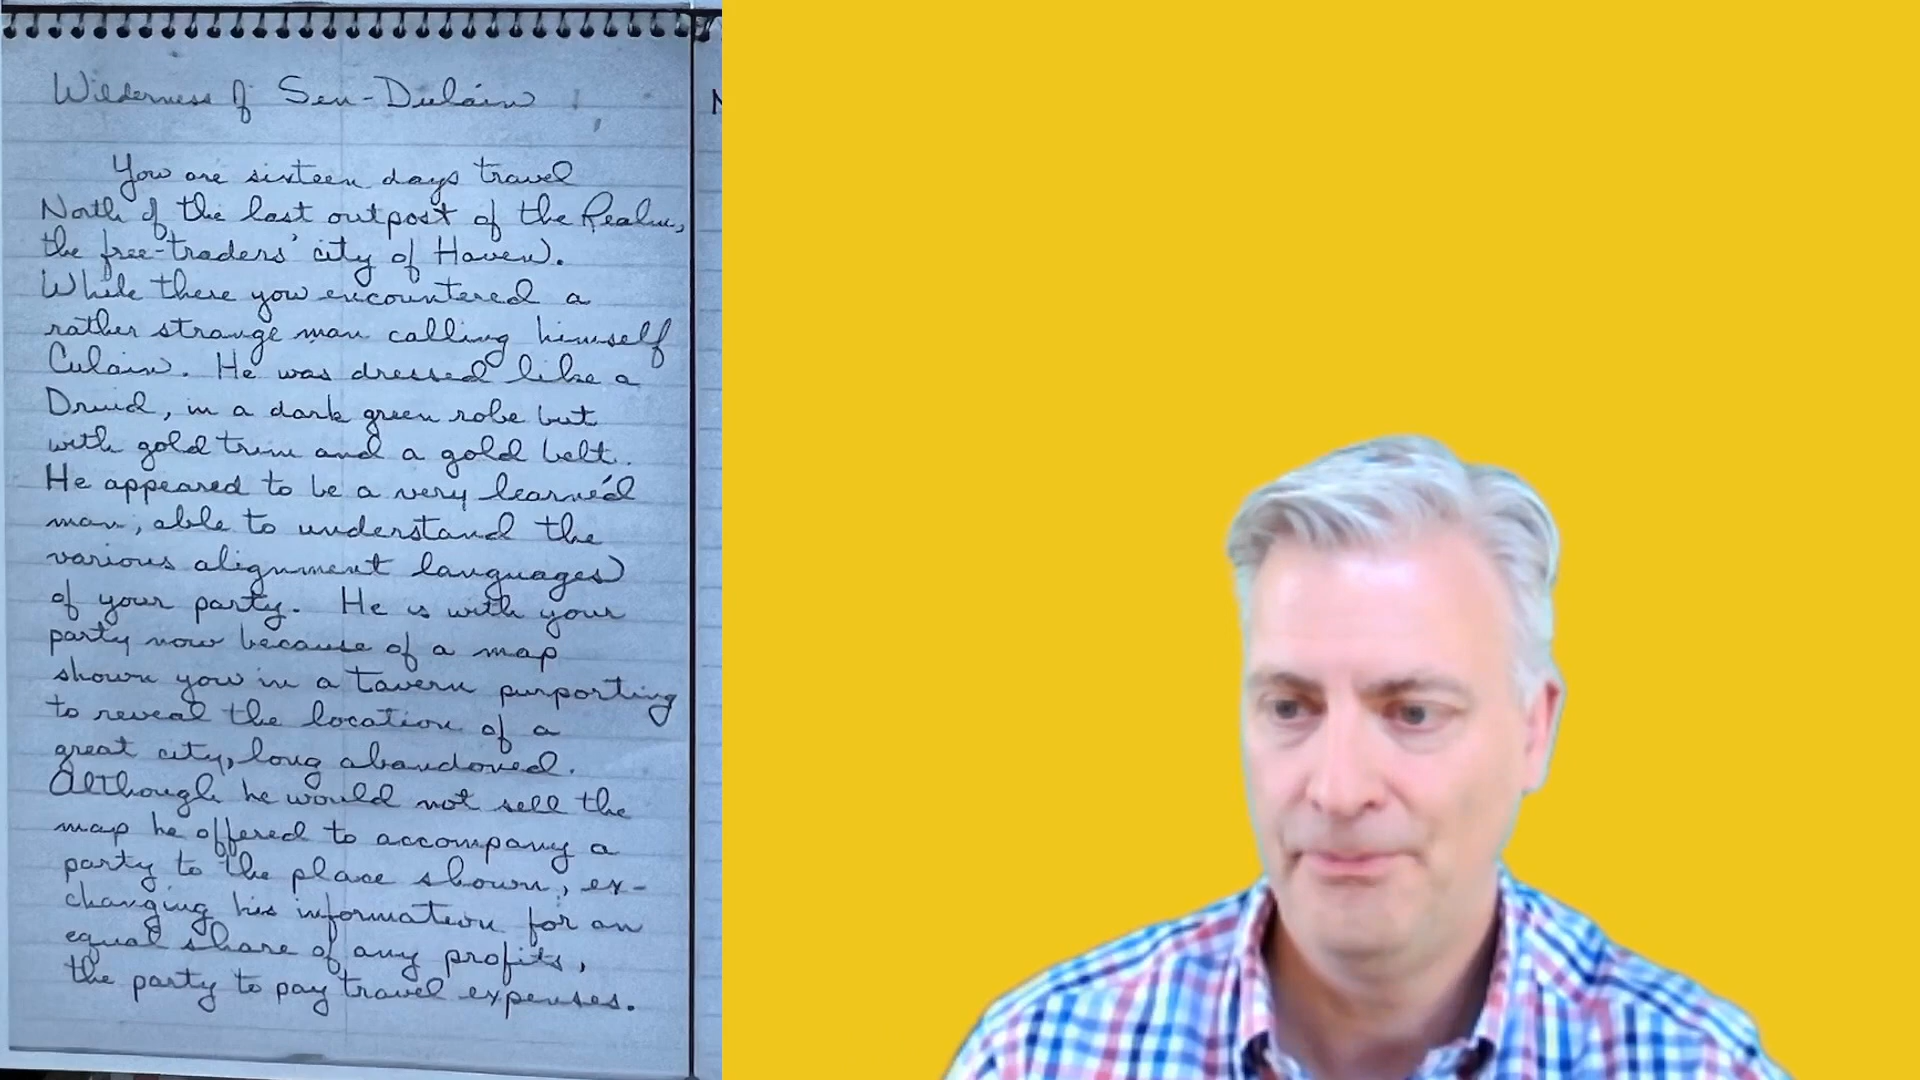 Wilderness of Sen-Dulain
You are sixteen days travel
North of the last outpost of the Realm,
the free-traders' city of Haven.
While there you encountered a
rather strange man calling himself
Culain. He was dressed like a
Druid, in a dark green robe but
with gold trim and a gold belt.
He appeared to be a very learnéd
man, able to understand the
various alignment languages
of your party. He is with your
party now because of a map
shown you in a tavern purporting
to reveal the location of a
great city, long abandoned.
Although he would not sell the
map he offered to accompany a
party to the place shown, ex-
changing his information for an
equal share of any profits,
the party to pay travel expenses.